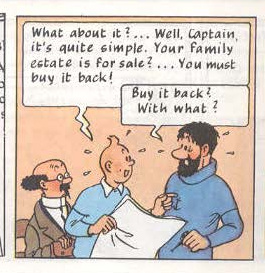 What about it?... Well, Captain,
it's quite simple. Your family
estate is for sale?... You must
buy it back!
Buy it back?
With what?